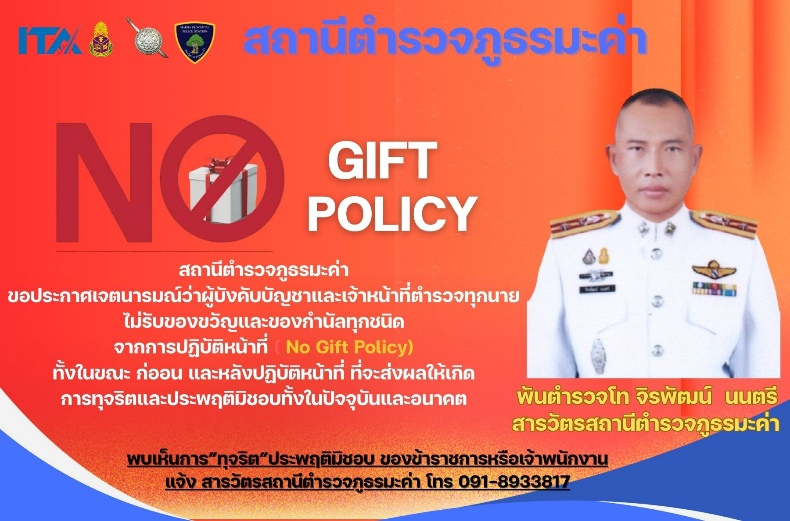 ITA
สถานีตำรวจภูธรมะค่า
NO
GIFT
POLICY
สถานีตำรวจภูธรมะค่า
ขอประกาศเจตนารมณ์ว่าผู้บังคับบัญชาและเจ้าหน้าที่ตำรวจทุกนาย
ไม่รับของขวัญและของกำนัลทุกชนิด
จากการปฏิบัติหน้าที่ ( No Gift Policy)
ทั้งในขณะ ก่ออน และหลังปฏิบัติหน้าที่ ที่จะส่งผลให้เกิด
การทุจริตและประพฤติมิชอบทั้งในปัจจุบันและอนาคต
พันตำรวจโท จิรพัฒน์ นนตรี
สารวัตรสถานีตำรวจภูธรมะค่า
พบเห็นการ"ทุจริต"ประพฤติมิชอบ ของข้าราชการหรือเจ้าพนักงาน
แจ้ง สารวัตรสถานีตำรวจภูธรมะค่า โทร 091-8933817